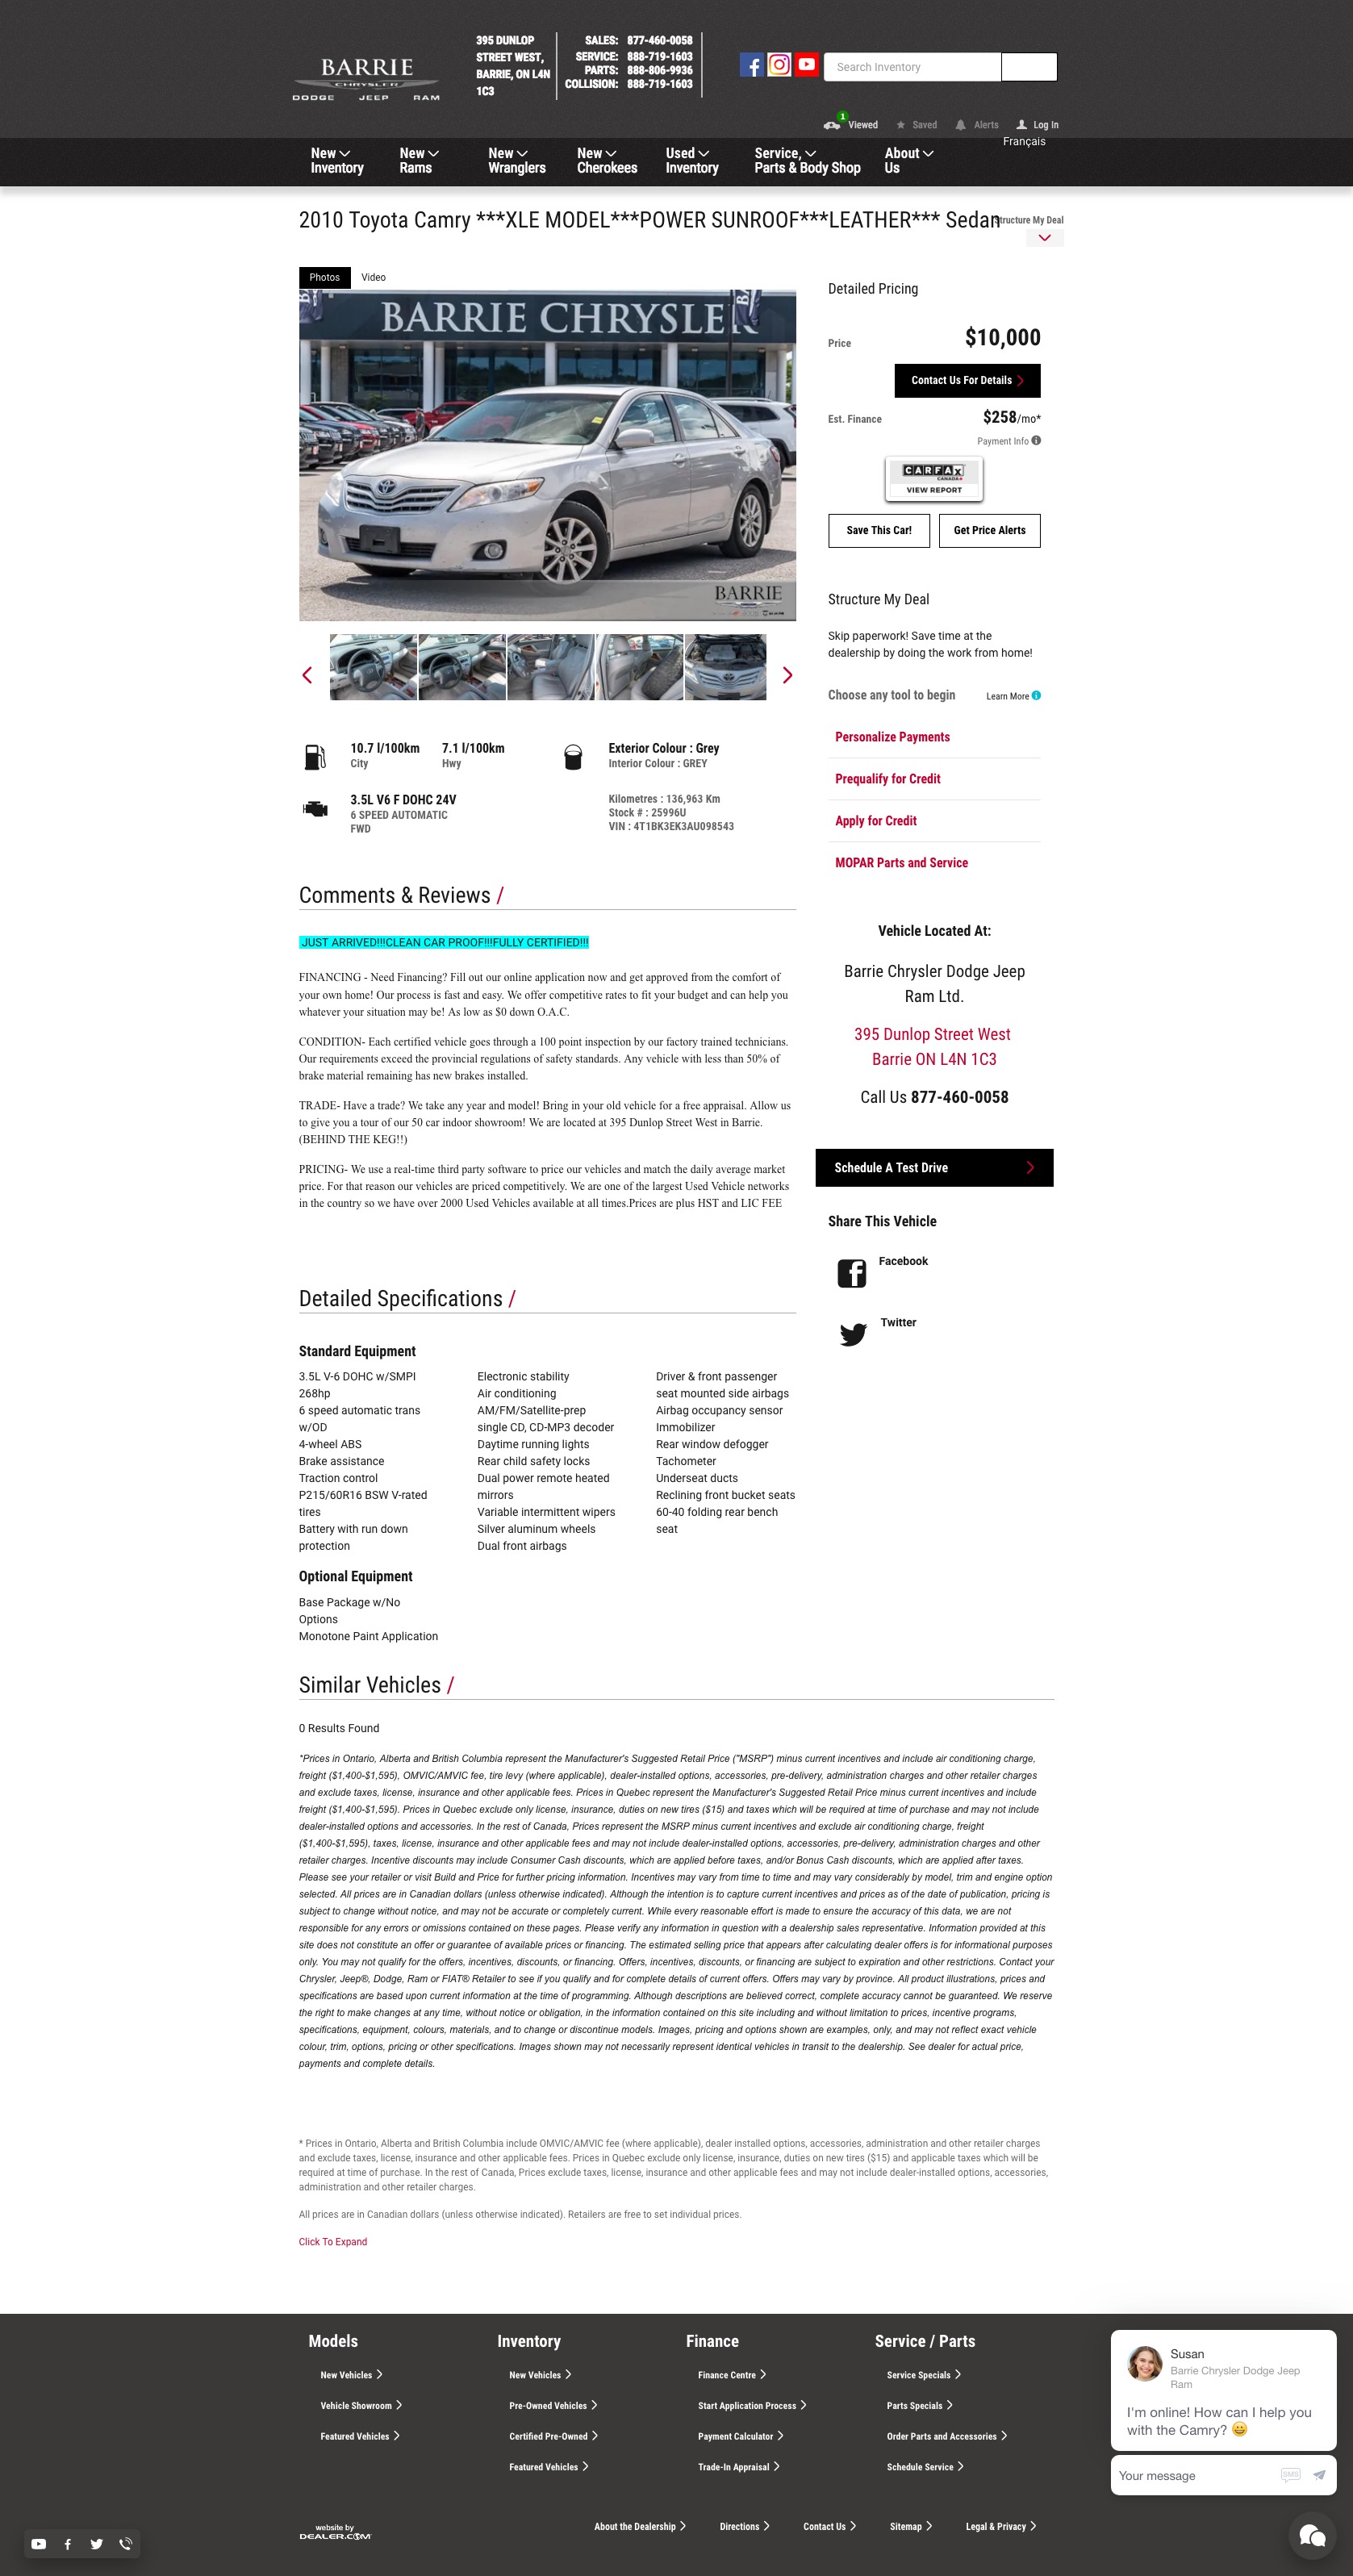 BARRIE
CHRYSLER
DODGE JEEP RAM
395 DUNLOP
STREET WEST,
BARRIE, ON L4N
1C3
SALES: 877-460-0058
SERVICE: 888-719-1603
PARTS: 888-806-9936
COLLISION: 888-719-1603
Search Inventory
1
Viewed
Saved
Alerts
Log In
Français
New
Inventory
New
Rams
New
Wranglers
New
Cherokees
Used
Inventory
Service,
Parts & Body Shop
About
Us
2010 Toyota Camry ***XLE MODEL***POWER SUNROOF***LEATHER*** Sedan
Structure My Deal
Photos
Video
BARRIE CHRYSLER
BARRIE
Detailed Pricing
Price
$10,000
Contact Us For Details
Est. Finance
$258/mo*
Payment Info
CARFAX
CANADA
VIEW REPORT
Save This Car!
Get Price Alerts
Structure My Deal
Skip paperwork! Save time at the
dealership by doing the work from home!
Choose any tool to begin
Learn More
Personalize Payments
Prequalify for Credit
Apply for Credit
MOPAR Parts and Service
10.7 l/100km
City
7.1 l/100km
Hwy
Exterior Colour : Grey
Interior Colour : GREY
3.5L V6 F DOHC 24V
6 SPEED AUTOMATIC
FWD
Kilometres : 136,963 Km
Stock # : 25996U
VIN : 4T1BK3EK3AU098543
Comments & Reviews /
JUST ARRIVED!!!CLEAN CAR PROOF!!!FULLY CERTIFIED!!!
FINANCING - Need Financing? Fill out our online application now and get approved from the comfort of
your own home! Our process is fast and easy. We offer competitive rates to fit your budget and can help you
whatever your situation may be! As low as $0 down O.A.C.
CONDITION- Each certified vehicle goes through a 100 point inspection by our factory trained technicians.
Our requirements exceed the provincial regulations of safety standards. Any vehicle with less than 50% of
brake material remaining has new brakes installed.
TRADE- Have a trade? We take any year and model! Bring in your old vehicle for a free appraisal. Allow us
to give you a tour of our 50 car indoor showroom! We are located at 395 Dunlop Street West in Barrie.
(BEHIND THE KEG!!)
PRICING- We use a real-time third party software to price our vehicles and match the daily average market
price. For that reason our vehicles are priced competitively. We are one of the largest Used Vehicle networks
in the country so we have over 2000 Used Vehicles available at all times.Prices are plus HST and LIC FEE
Vehicle Located At:
Barrie Chrysler Dodge Jeep
Ram Ltd.
395 Dunlop Street West
Barrie ON L4N 1C3
Call Us 877-460-0058
Schedule A Test Drive
Share This Vehicle
Facebook
Twitter
Detailed Specifications /
Standard Equipment
3.5L V-6 DOHC w/SMPI
268hp
6 speed automatic trans
w/OD
4-wheel ABS
Brake assistance
Traction control
P215/60R16 BSW V-rated
tires
Battery with run down
protection
Electronic stability
Air conditioning
AM/FM/Satellite-prep
single CD, CD-MP3 decoder
Daytime running lights
Rear child safety locks
Dual power remote heated
mirrors
Variable intermittent wipers
Silver aluminum wheels
Dual front airbags
Driver & front passenger
seat mounted side airbags
Airbag occupancy sensor
Immobilizer
Rear window defogger
Tachometer
Underseat ducts
Reclining front bucket seats
60-40 folding rear bench
seat
Optional Equipment
Base Package w/No
Options
Monotone Paint Application
Similar Vehicles /
0 Results Found
*Prices in Ontario, Alberta and British Columbia represent the Manufacturer's Suggested Retail Price ("MSRP") minus current incentives and include air conditioning charge,
freight ($1,400-$1,595). OMVIC/AMVIC fee, tire levy (where applicable), dealer-installed options, accessories, pre-delivery, administration charges and other retailer charges
and exclude taxes, license, insurance and other applicable fees. Prices in Quebec represent the Manufacturer's Suggested Retail Price minus current incentives and include
freight ($1,400-$1,595). Prices in Quebec exclude only license, insurance, duties on new tires ($15) and taxes which will be required at time of purchase and may not include
dealer-installed options and accessories. In the rest of Canada, Prices represent the MSRP minus current incentives and exclude air conditioning charge, freight
($1,400-$1,595), taxes, license, insurance and other applicable fees and may not include dealer-installed options, accessories, pre-delivery, administration charges and other
retailer charges. Incentive discounts may include Consumer Cash discounts, which are applied before taxes, and/or Bonus Cash discounts, which are applied after taxes.
Please see your retailer or visit Build and Price for further pricing information. Incentives may vary from time to time and may vary considerably by model, trim and engine option
selected. All prices are in Canadian dollars (unless otherwise indicated). Although the intention is to capture current incentives and prices as of the date of publication, pricing is
subject to change without notice, and may not be accurate or completely current. While every reasonable effort is made to ensure the accuracy of this data, we are not
responsible for any errors or omissions contained on these pages. Please verify any information in question with a dealership sales representative. Information provided at this
site does not constitute an offer or guarantee of available prices or financing. The estimated selling price that appears after calculating dealer offers is for informational purposes
only. You may not qualify for the offers, incentives, discounts, or financing. Offers, incentives, discounts, or financing are subject to expiration and other restrictions. Contact your
Chrysler, Jeep®, Dodge, Ram or FIAT® Retailer to see if you qualify and for complete details of current offers. Offers may vary by province. All product illustrations, prices and
specifications are based upon current information at the time of programming. Although descriptions are believed correct, complete accuracy cannot be guaranteed. We reserve
the right to make changes at any time, without notice or obligation, in the information contained on this site including and without limitation to prices, incentive programs,
specifications, equipment, colours, materials, and to change or discontinue models. Images, pricing and options shown are examples, only, and may not reflect exact vehicle
colour, trim, options, pricing or other specifications. Images shown may not necessarily represent identical vehicles in transit to the dealership. See dealer for actual price,
payments and complete details.
* Prices in Ontario, Alberta and British Columbia include OMVIC/AMVIC fee (where applicable), dealer installed options, accessories, administration and other retailer charges
and exclude taxes, license, insurance and other applicable fees. Prices in Quebec exclude only license, insurance, duties on new tires ($15) and applicable taxes which will be
required at time of purchase. In the rest of Canada, Prices exclude taxes, license, insurance and other applicable fees and may not include dealer-installed options, accessories,
administration and other retailer charges.
All prices are in Canadian dollars (unless otherwise indicated). Retailers are free to set individual prices.
Click To Expand
Models
New Vehicles
Vehicle Showroom
Featured Vehicles
Inventory
New Vehicles
Pre-Owned Vehicles
Certified Pre-Owned
Featured Vehicles
Finance
Finance Centre
Start Application Process
Payment Calculator
Trade-In Appraisal
Service / Parts
Service Specials
Parts Specials
Order Parts and Accessories
Schedule Service
Susan
Barrie Chrysler Dodge Jeep
Ram
I'm online! How can I help you
with the Camry? 😀
Your message
SMS
website by
DEALER.COM
About the Dealership
Directions
Contact Us
Sitemap
Legal & Privacy